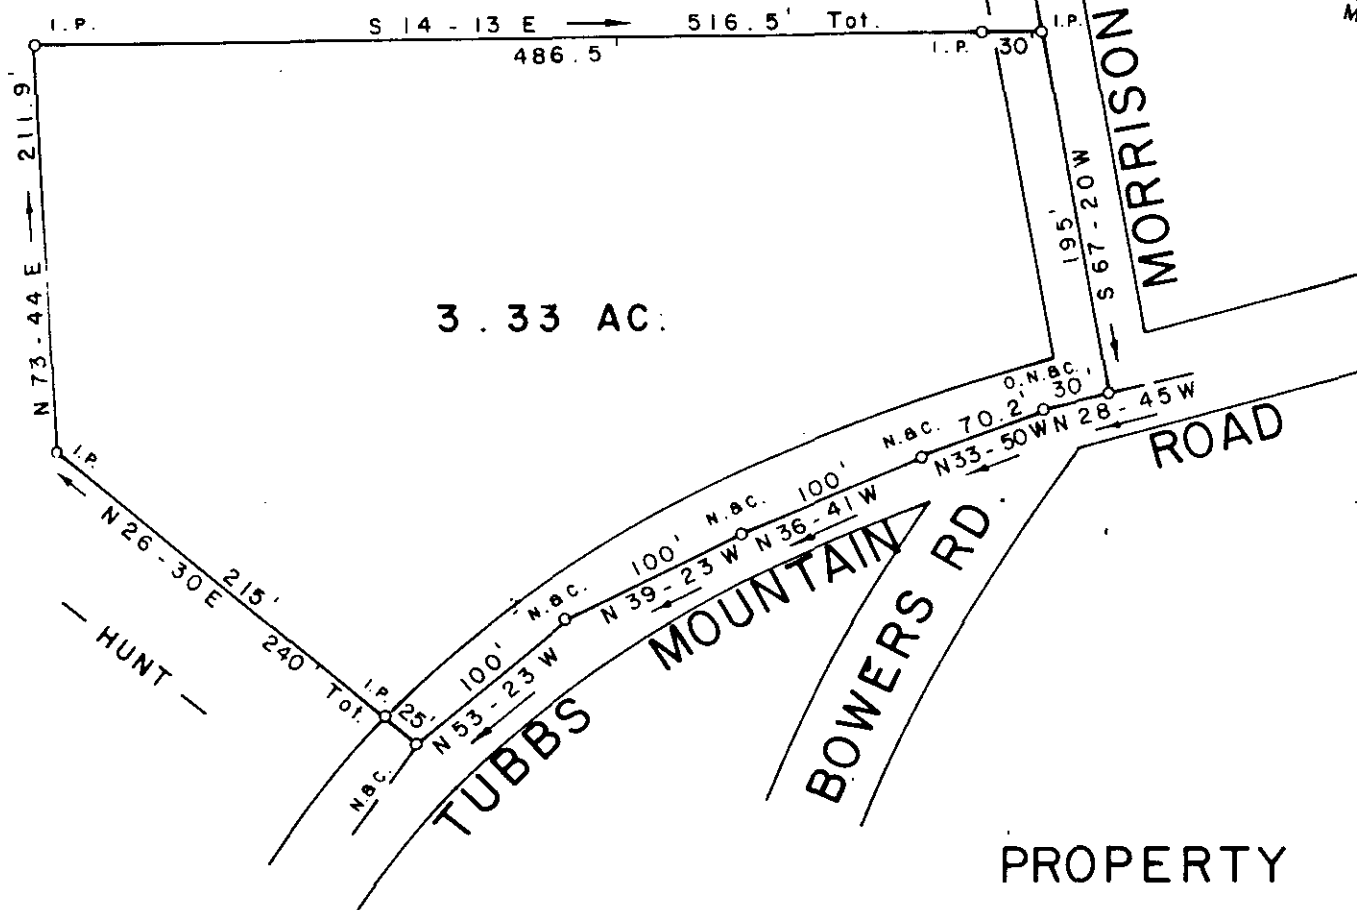 I.P.
S 14 - 13 E
516.5' Tot.
486.5'
I.P.
30'
I.P.
M
MORRISON
211.9'
N 73 - 44 E
195'
S 67 - 20 W
3.33 AC.
O.N.&C.
30'
N 28 - 45 W
70.2'
N 33 - 50 W
N.&C.
100'
N 36 - 41 W
N.&C.
100'
N 39 - 23 W
N.&C.
100'
N 53 - 23 W
I.P.
N 26 - 30 E
215'
240' Tot.
I.P.
25'
N.&C.
- HUNT -
TUBBS MOUNTAIN ROAD
BOWERS RD.
PROPERTY